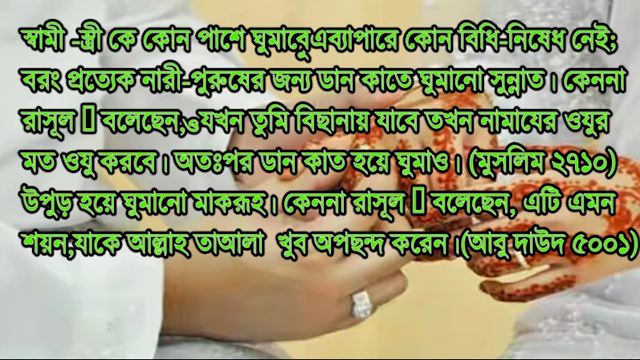 স্বামী -স্ত্রী কে কোন পাশে ঘুমাবেএব্যাপারে কোন বিধি-নিষেধ নেই;
বরং প্রত্যেক নারী-পুরুষের জন্য ডান কাতে ঘুমানো সুন্নাত। কেননা
রাসূল বলেছেন,ওযখন তুমি বিছানায় যাবে তখন নামাযের ওযুর
মত ওযু করবে। অতঃপর ডান কাত হয়ে ঘুমাও। (মুসলিম ২৭১০)
উপুড় হয়ে ঘুমানো মাকরূহ। কেননা রাসূল বলেছেন, এটি এমন
শয়ন,যাকে আল্লাহ তাআলা খুব অপছন্দ করেন।(আবু দাউদ ৫০০১)